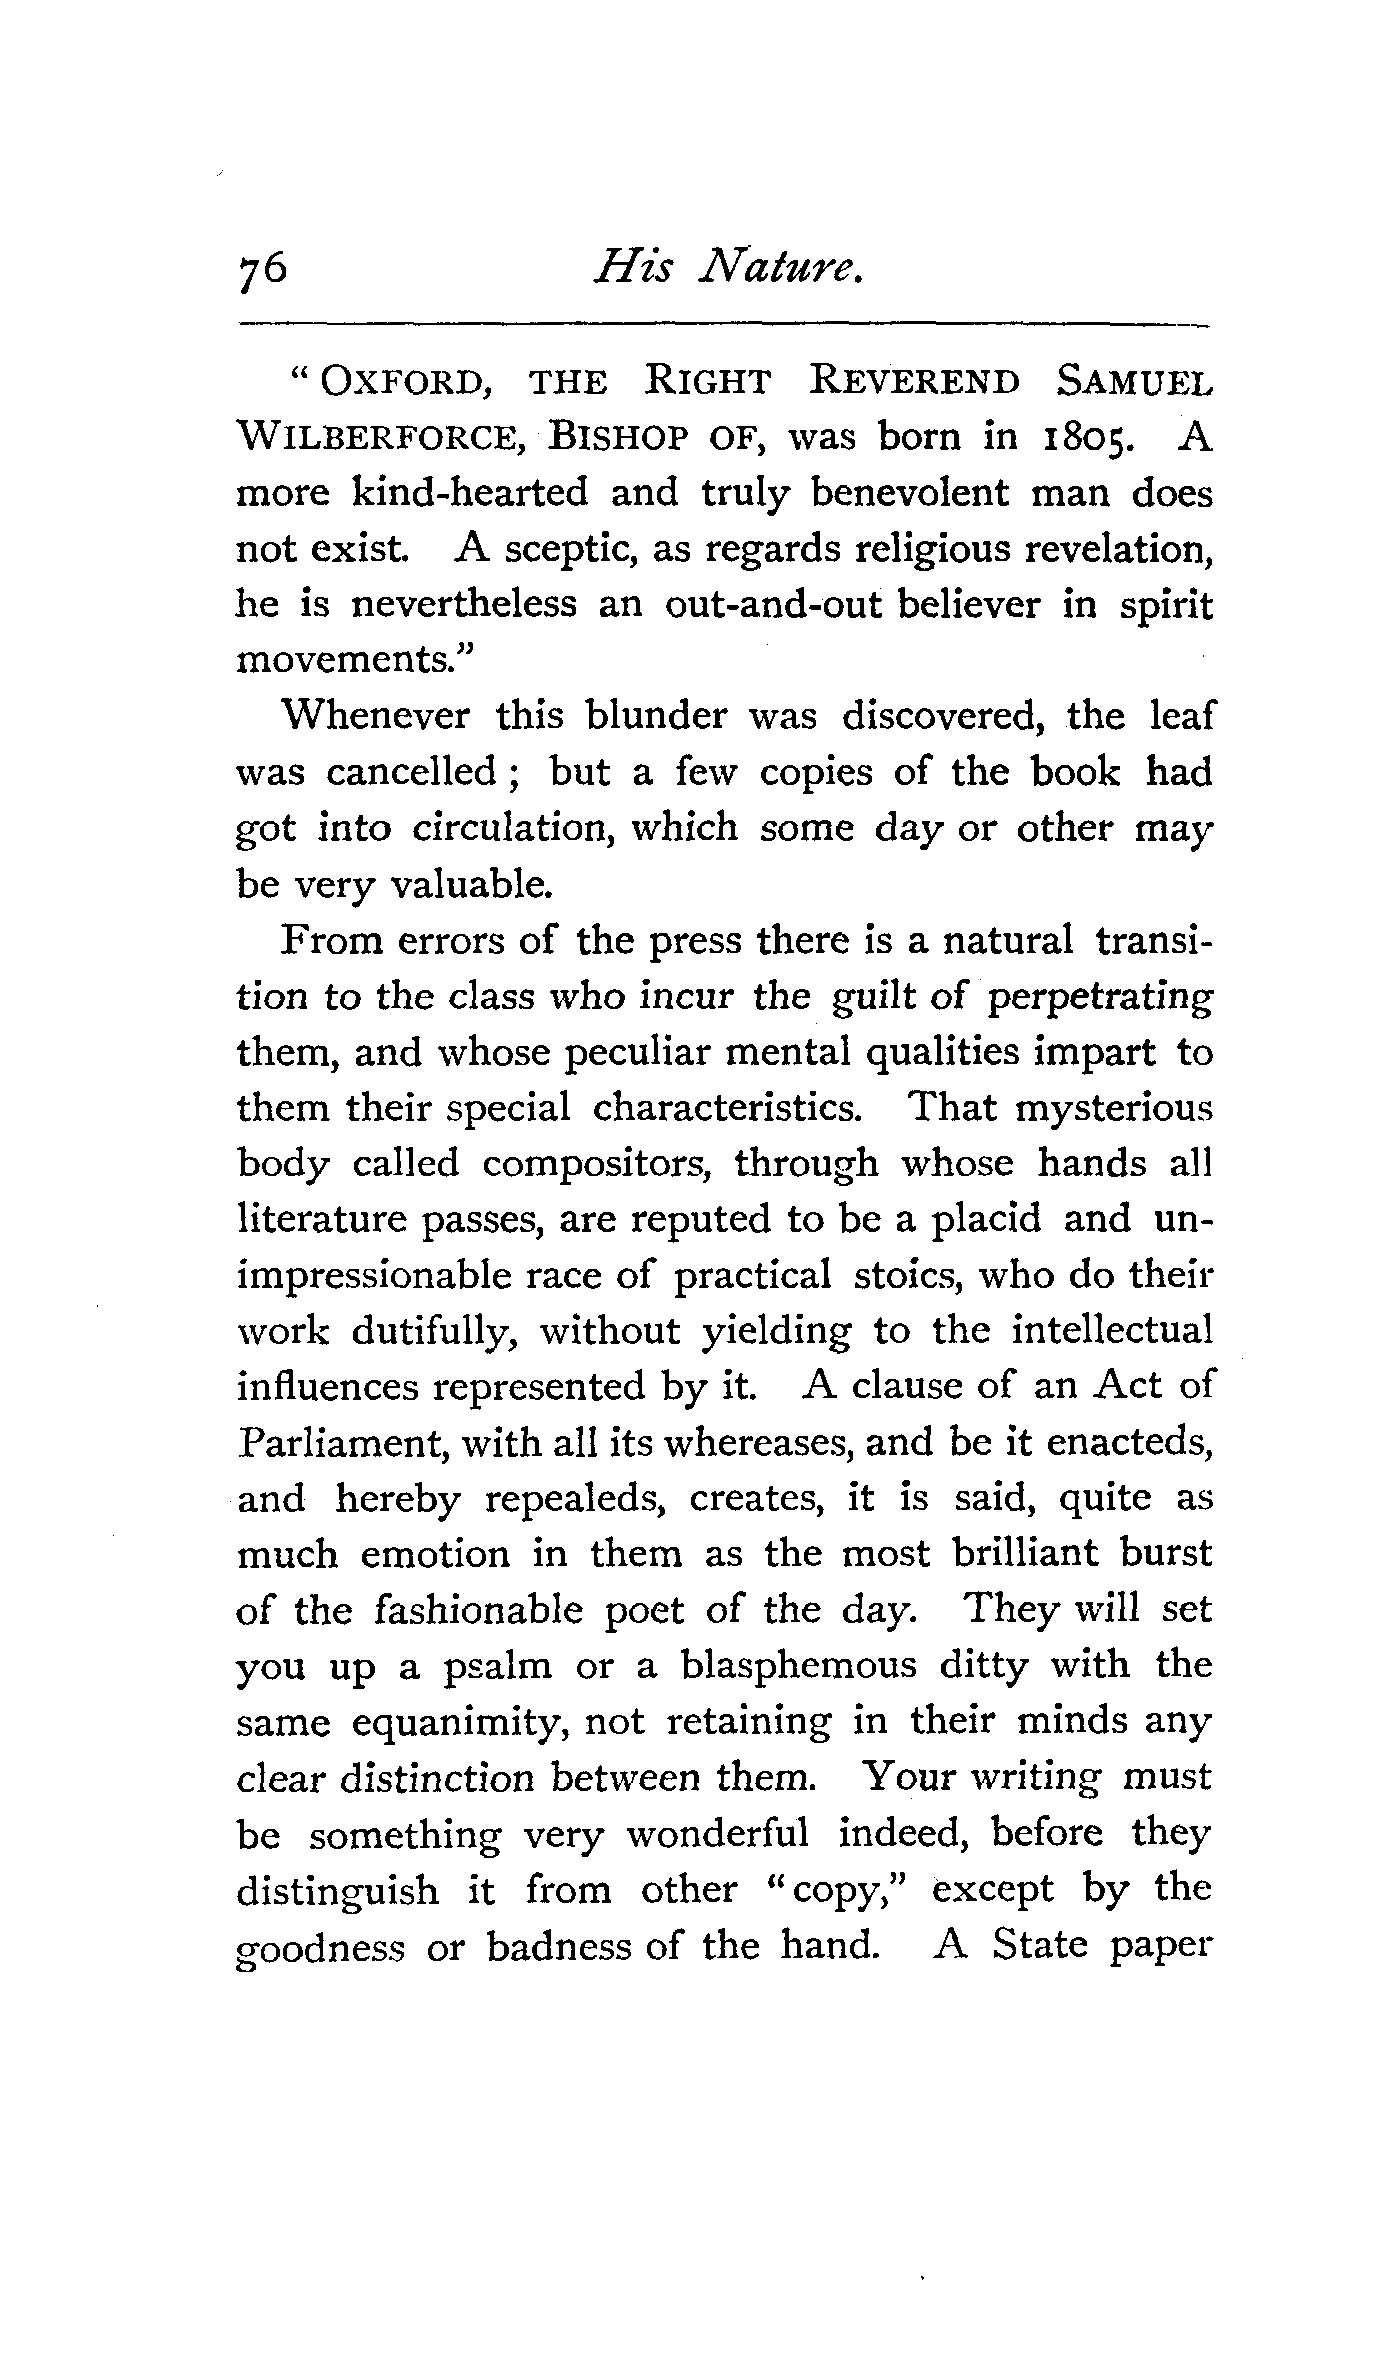 76 His Nature.
“ OXFORD, THE RIGHT REVEREND SAMUEL
WILBERFORCE, BISHOP OF, was born in 1805. A
more kind-hearted and truly benevolent man does
not exist. A sceptic, as regards religious revelation,
he is nevertheless an out-and-out believer in spirit
movements.”
Whenever this blunder was discovered, the leaf
was cancelled ; but a few copies of the book had
got into circulation, which some day or other may
be very valuable.
From errors of the press there is a natural transi-
tion to the class who incur the guilt of perpetrating
them, and whose peculiar mental qualities impart to
them their special characteristics. That mysterious
body called compositors, through whose hands all
literature passes, are reputed to be a placid and un-
impressionable race of practical stoics, who do their
work dutifully, without yielding to the intellectual
influences represented by it. A clause of an Act of
Parliament, with all its whereases, and be it enacteds,
and hereby repealeds, creates, it is said, quite as
much emotion in them as the most brilliant burst
of the fashionable poet of the day. They will set
you up a psalm or a blasphemous ditty with the
same equanimity, not retaining in their minds any
clear distinction between them. Your writing must
be something very wonderful indeed, before they
distinguish it from other “ copy,” except by the
goodness or badness of the hand. A State paper